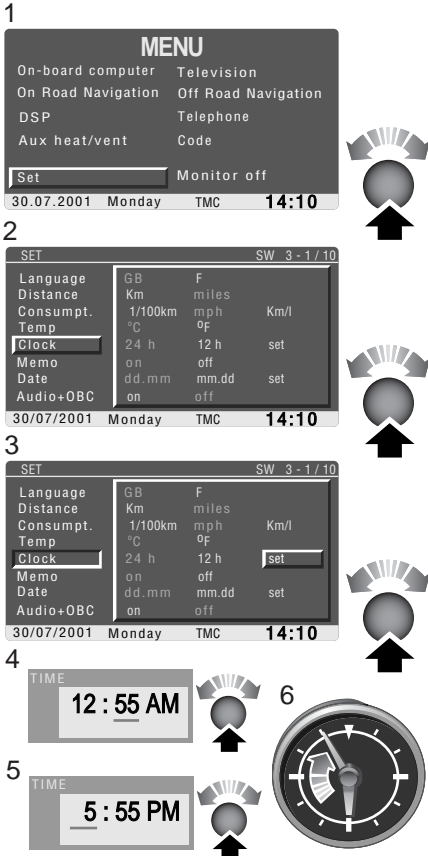 1
MENU
On-board computer Television
On Road Navigation Off Road Navigation
DSP Telephone
Aux heat/vent Code
Set Monitor off
30.07.2001 Monday TMC 14:10
2
SET SW 3 - 1 / 10
Language GB F
Distance Km miles
Consumpt. 1/100km mph Km/l
Temp °C ºF
Clock 24 h 12 h set
Memo on off
Date dd.mm mm.dd set
Audio+OBC on off
30/07/2001 Monday TMC 14:10
3
SET SW 3 - 1 / 10
Language GB F
Distance Km miles
Consumpt. 1/100km mph Km/l
Temp °C ºF
Clock 24 h 12 h set
Memo on off
Date dd.mm mm.dd set
Audio+OBC on off
30/07/2001 Monday TMC 14:10
4
TIME
12 : 55 AM
5
TIME
5 : 55 PM
6